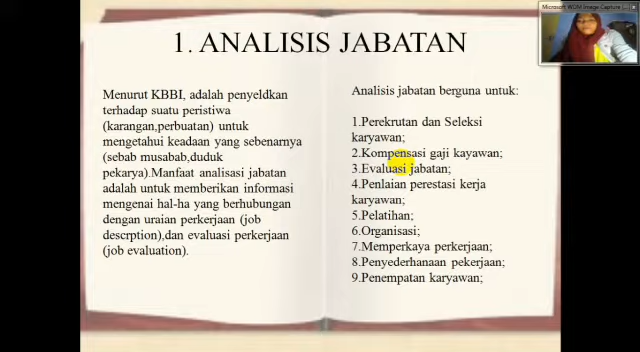 Microsoft WDM Image Capture
1. ANALISIS JABATAN
Menurut KBBI, adalah penyeldkan
terhadap suatu peristiwa
(karangan,perbuatan) untuk
mengetahui keadaan yang sebenarnya
(sebab musabab,duduk
pekarya).Manfaat analisasi jabatan
adalah untuk memberikan informasi
mengenai hal-ha yang berhubungan
dengan uraian perkerjaan (job
descrption),dan evaluasi perkerjaan
(job evaluation).
Analisis jabatan berguna untuk:
1.Perekrutan dan Seleksi
karyawan;
2.Kompensasi gaji kayawan;
3.Evaluasi jabatan;
4.Penlaian perestasi kerja
karyawan;
5.Pelatihan;
6.Organisasi;
7.Memperkaya perkerjaan;
8.Penyederhanaan pekerjaan;
9.Penempatan karyawan;